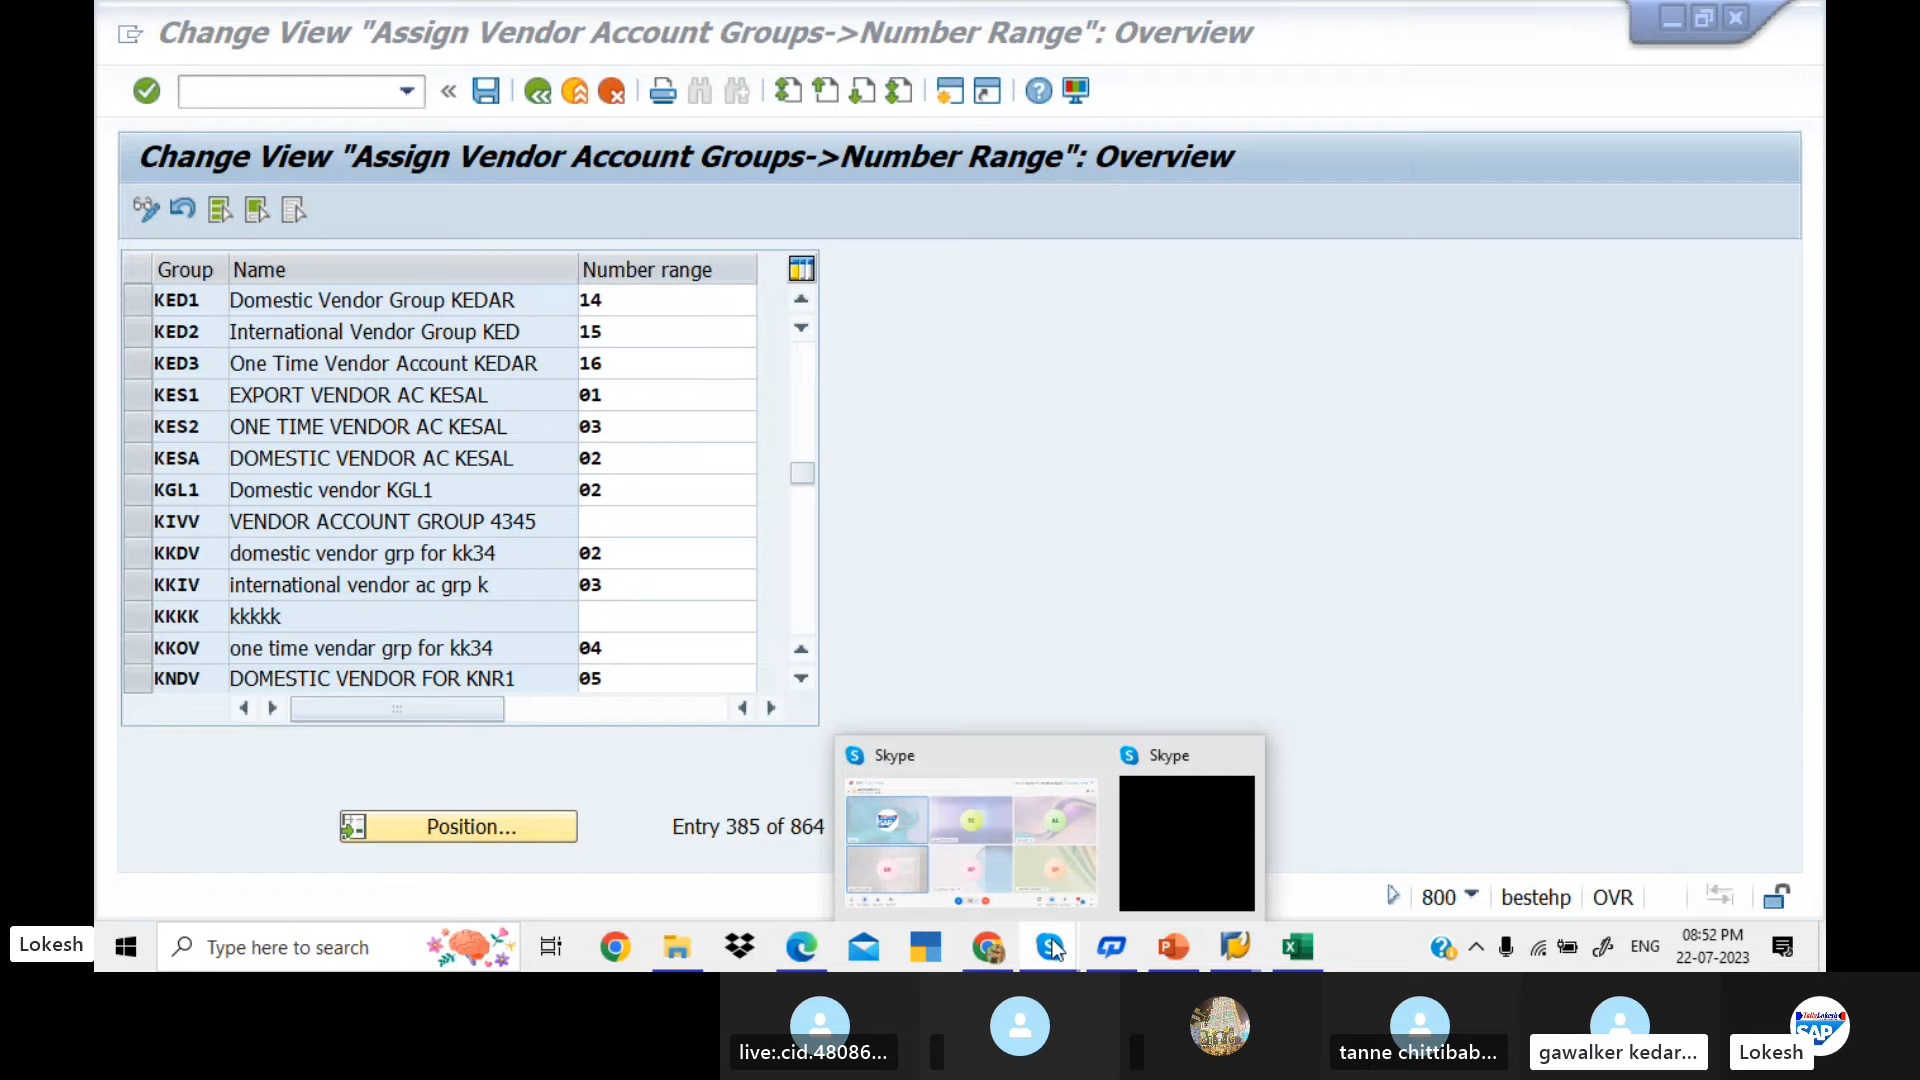 Change View "Assign Vendor Account Groups->Number Range": Overview
Change View "Assign Vendor Account Groups->Number Range": Overview
Group Name Number range
KED1 Domestic Vendor Group KEDAR 14
KED2 International Vendor Group KED 15
KED3 One Time Vendor Account KEDAR 16
KES1 EXPORT VENDOR AC KESAL 01
KES2 ONE TIME VENDOR AC KESAL 03
KESA DOMESTIC VENDOR AC KESAL 02
KGL1 Domestic vendor KGL1 02
KIVV VENDOR ACCOUNT GROUP 4345
KKDV domestic vendor grp for kk34 02
KKIV international vendor ac grp k 03
KKKK kkkkk
KKOV one time vendar grp for kk34 04
KNDV DOMESTIC VENDOR FOR KNR1 05
Position... Entry 385 of 864
Skype Skype
800 bestehp OVR
Lokesh
Type here to search
ENG
08:52 PM
22-07-2023
live:.cid.48086...
tanne chittibab...
gawalker kedar...
Lokesh
SAP